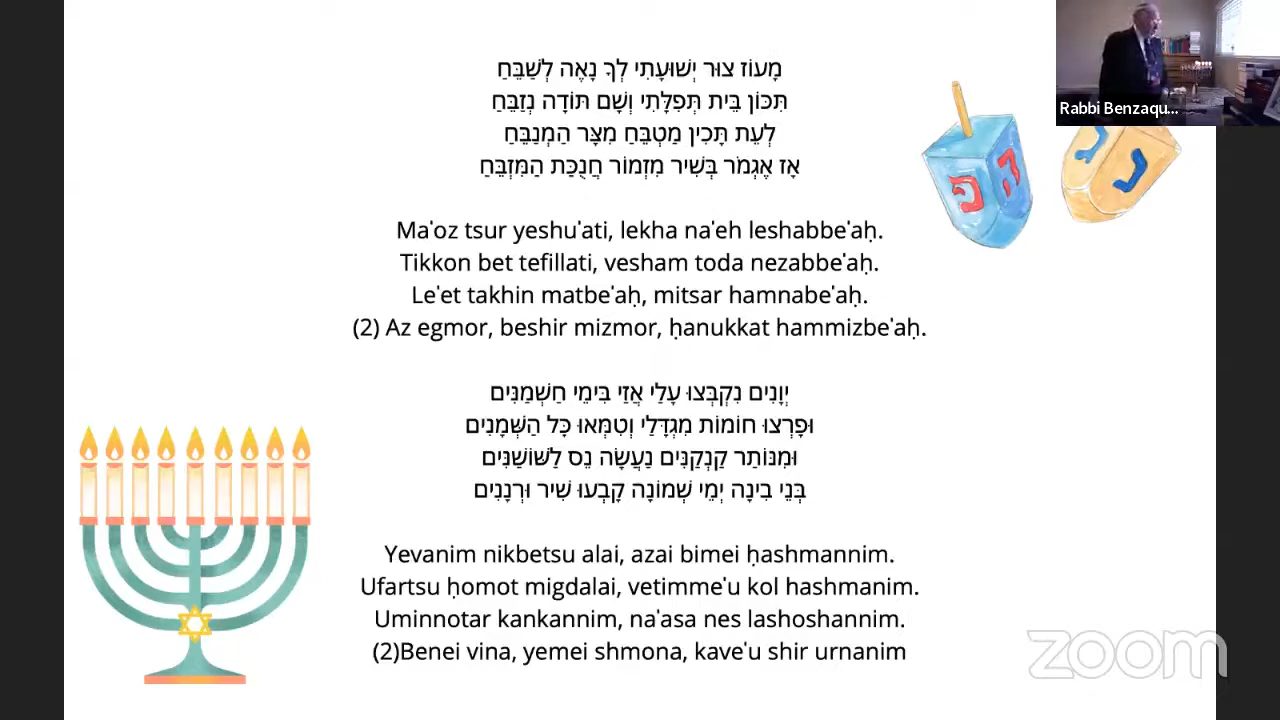 מָעוֹז צוּר יְשׁוּעָתִי לְךָ נָאֶה לְשַׁבֵּחַ
תִּכּוֹן בֵּית תְּפִלָּתִי וְשָׁם תּוֹדָה נְזַבֵּחַ
לְעֵת תָּכִין מַטְבֵּחַ מִצָּר הַמְנַבֵּחַ
אָז אֶגְמֹר בְּשִׁיר מִזְמוֹר חֲנֻכַּת הַמִּזְבֵּחַ
Ma'oz tsur yeshu'ati, lekha na'eh leshabbe'aḥ.
Tikkon bet tefillati, vesham toda nezabbe'aḥ.
Le'et takhin matbe'aḥ, mitsar hamnabe'aḥ.
(2) Az egmor, beshir mizmor, ḥanukkat hammizbe'aḥ.
יְוָנִים נִקְבְּצוּ עָלַי אֲזַי בִּימֵי חַשְׁמַנִּים
וּפָרְצוּ חוֹמוֹת מִגְדָּלַי וְטִמְּאוּ כָּל הַשְּׁמָנִים
וּמִנּוֹתַר קַנְקַנִּים נַעֲשָׂה נֵס לַשּׁוֹשַׁנִּים
בְּנֵי בִינָה יְמֵי שְׁמוֹנָה קָבְעוּ שִׁיר וּרְנָנִים
Yevanim nikbetsu alai, azai bimei ḥashmannim.
Ufartsu ḥomot migdalai, vetimme'u kol hashmanim.
Uminnotar kankannim, na'asa nes lashoshannim.
(2)Benei vina, yemei shmona, kave'u shir urnanim
Rabbi Benzaqu...
פ ה
ג נ
zoom